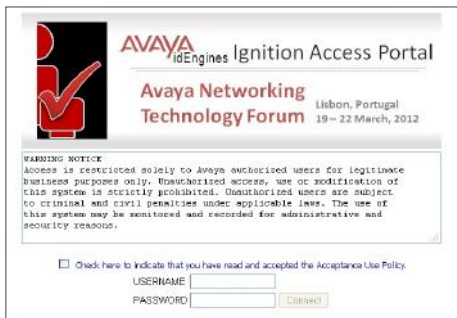 AVAYA
idEngines Ignition Access Portal
Avaya Networking
Technology Forum
Lisbon, Portugal
19 – 22 March, 2012
WARNING NOTICE
Access is restricted solely to Avaya authorized users for legitimate
business purposes only. Unauthorized access, use or modification of
this system is strictly prohibited. Unauthorized users are subject
to criminal and civil penalties under applicable laws. The use of
this system may be monitored and recorded for administrative and
security reasons.
Check here to indicate that you have read and accepted the Acceptance Use Policy.
USERNAME
PASSWORD Connect